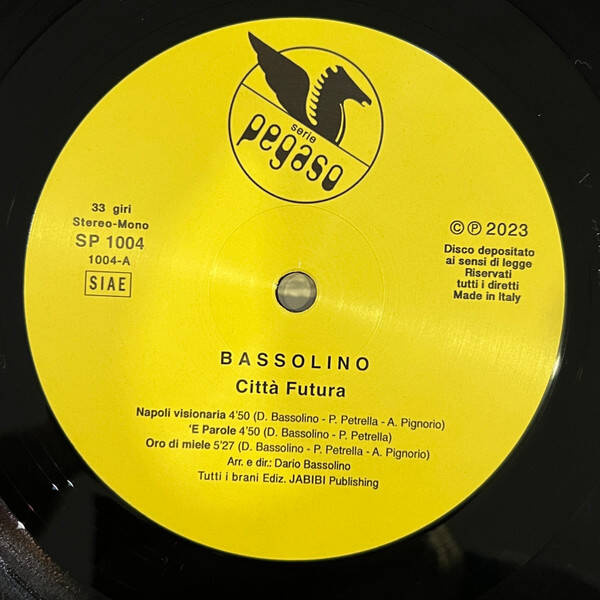 serie
pegaso
33 giri
Stereo-Mono
SP 1004
1004-A
SIAE
© ℗ 2023
Disco depositato
ai sensi di legge
Riservati
tutti i diretti
Made in Italy
BASSOLINO
Città Futura
Napoli visionaria 4'50 (D. Bassolino - P. Petrella - A. Pignorio)
'E Parole 4'50 (D. Bassolino - P. Petrella)
Oro di miele 5'27 (D. Bassolino - P. Petrella - A. Pignorio)
Arr. e dir.: Dario Bassolino
Tutti i brani Ediz. JABIBI Publishing